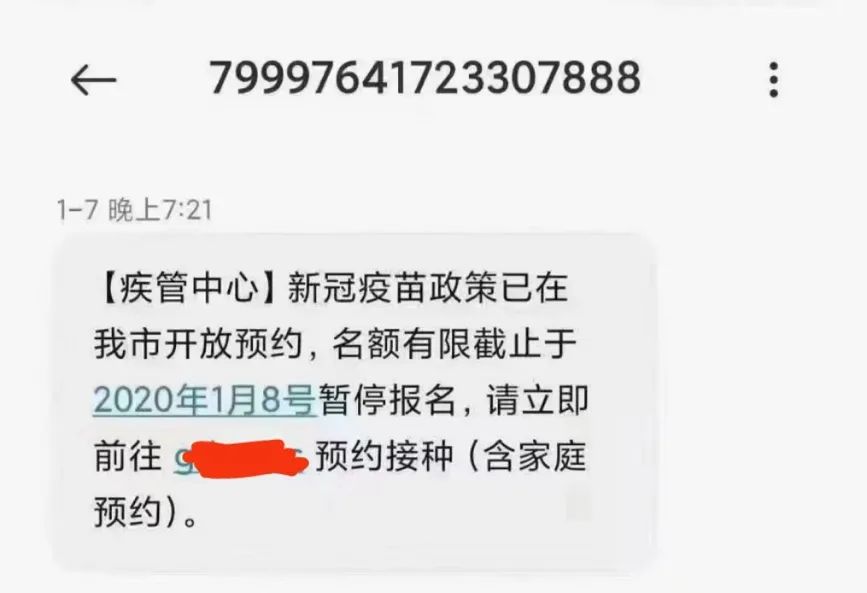 79997641723307888
1-7 晚上7:21
【疾管中心】新冠疫苗政策已在
我市开放预约，名额有限截止于
2020年1月8号暂停报名，请立即
前往 预约接种（含家庭
预约）。